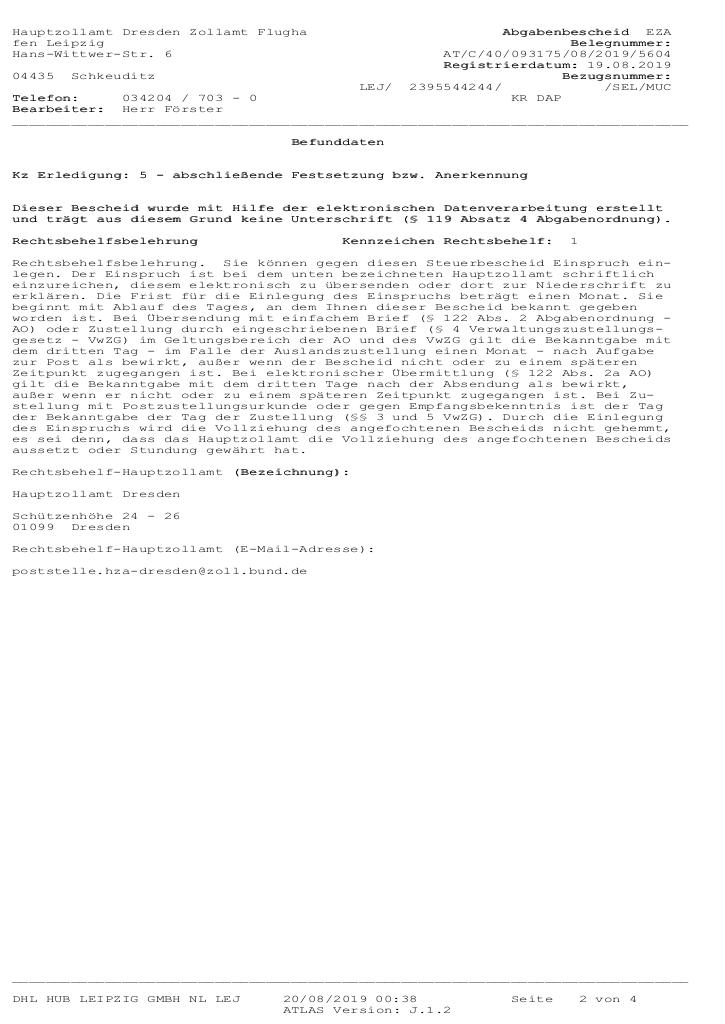 Hauptzollamt Dresden Zollamt Flugha
fen Leipzig
Hans-Wittwer-Str. 6
04435 Schkeuditz
Telefon: 034204 / 703 - 0
Bearbeiter: Herr Förster
Abgabenbescheid EZA
Belegnummer:
AT/C/40/093175/08/2019/5604
Registrierdatum: 19.08.2019
Bezugsnummer:
LEJ/ 2395544244/ /SEL/MUC
KR DAP
Befunddaten
Kz Erledigung: 5 - abschließende Festsetzung bzw. Anerkennung
Dieser Bescheid wurde mit Hilfe der elektronischen Datenverarbeitung erstellt
und trägt aus diesem Grund keine Unterschrift (§ 119 Absatz 4 Abgabenordnung).
Rechtsbehelfsbelehrung Kennzeichen Rechtsbehelf: 1
Rechtsbehelfsbelehrung. Sie können gegen diesen Steuerbescheid Einspruch ein-
legen. Der Einspruch ist bei dem unten bezeichneten Hauptzollamt schriftlich
einzureichen, diesem elektronisch zu übersenden oder dort zur Niederschrift zu
erklären. Die Frist für die Einlegung des Einspruchs beträgt einen Monat. Sie
beginnt mit Ablauf des Tages, an dem Ihnen dieser Bescheid bekannt gegeben
worden ist. Bei Übersendung mit einfachem Brief (§ 122 Abs. 2 Abgabenordnung -
AO) oder Zustellung durch eingeschriebenen Brief (§ 4 Verwaltungszustellungs-
gesetz - VwZG) im Geltungsbereich der AO und des VwZG gilt die Bekanntgabe mit
dem dritten Tag - im Falle der Auslandszustellung einen Monat - nach Aufgabe
zur Post als bewirkt, außer wenn der Bescheid nicht oder zu einem späteren
Zeitpunkt zugegangen ist. Bei elektronischer Übermittlung (§ 122 Abs. 2a AO)
gilt die Bekanntgabe mit dem dritten Tage nach der Absendung als bewirkt,
außer wenn er nicht oder zu einem späteren Zeitpunkt zugegangen ist. Bei Zu-
stellung mit Postzustellungsurkunde oder gegen Empfangsbekenntnis ist der Tag
der Bekanntgabe der Tag der Zustellung (§§ 3 und 5 VwZG). Durch die Einlegung
des Einspruchs wird die Vollziehung des angefochtenen Bescheids nicht gehemmt,
es sei denn, dass das Hauptzollamt die Vollziehung des angefochtenen Bescheids
aussetzt oder Stundung gewährt hat.
Rechtsbehelf-Hauptzollamt (Bezeichnung):
Hauptzollamt Dresden
Schützenhöhe 24 - 26
01099 Dresden
Rechtsbehelf-Hauptzollamt (E-Mail-Adresse):
poststelle.hza-dresden@zoll.bund.de
DHL HUB LEIPZIG GMBH NL LEJ 20/08/2019 00:38 Seite 2 von 4
ATLAS Version: J.1.2